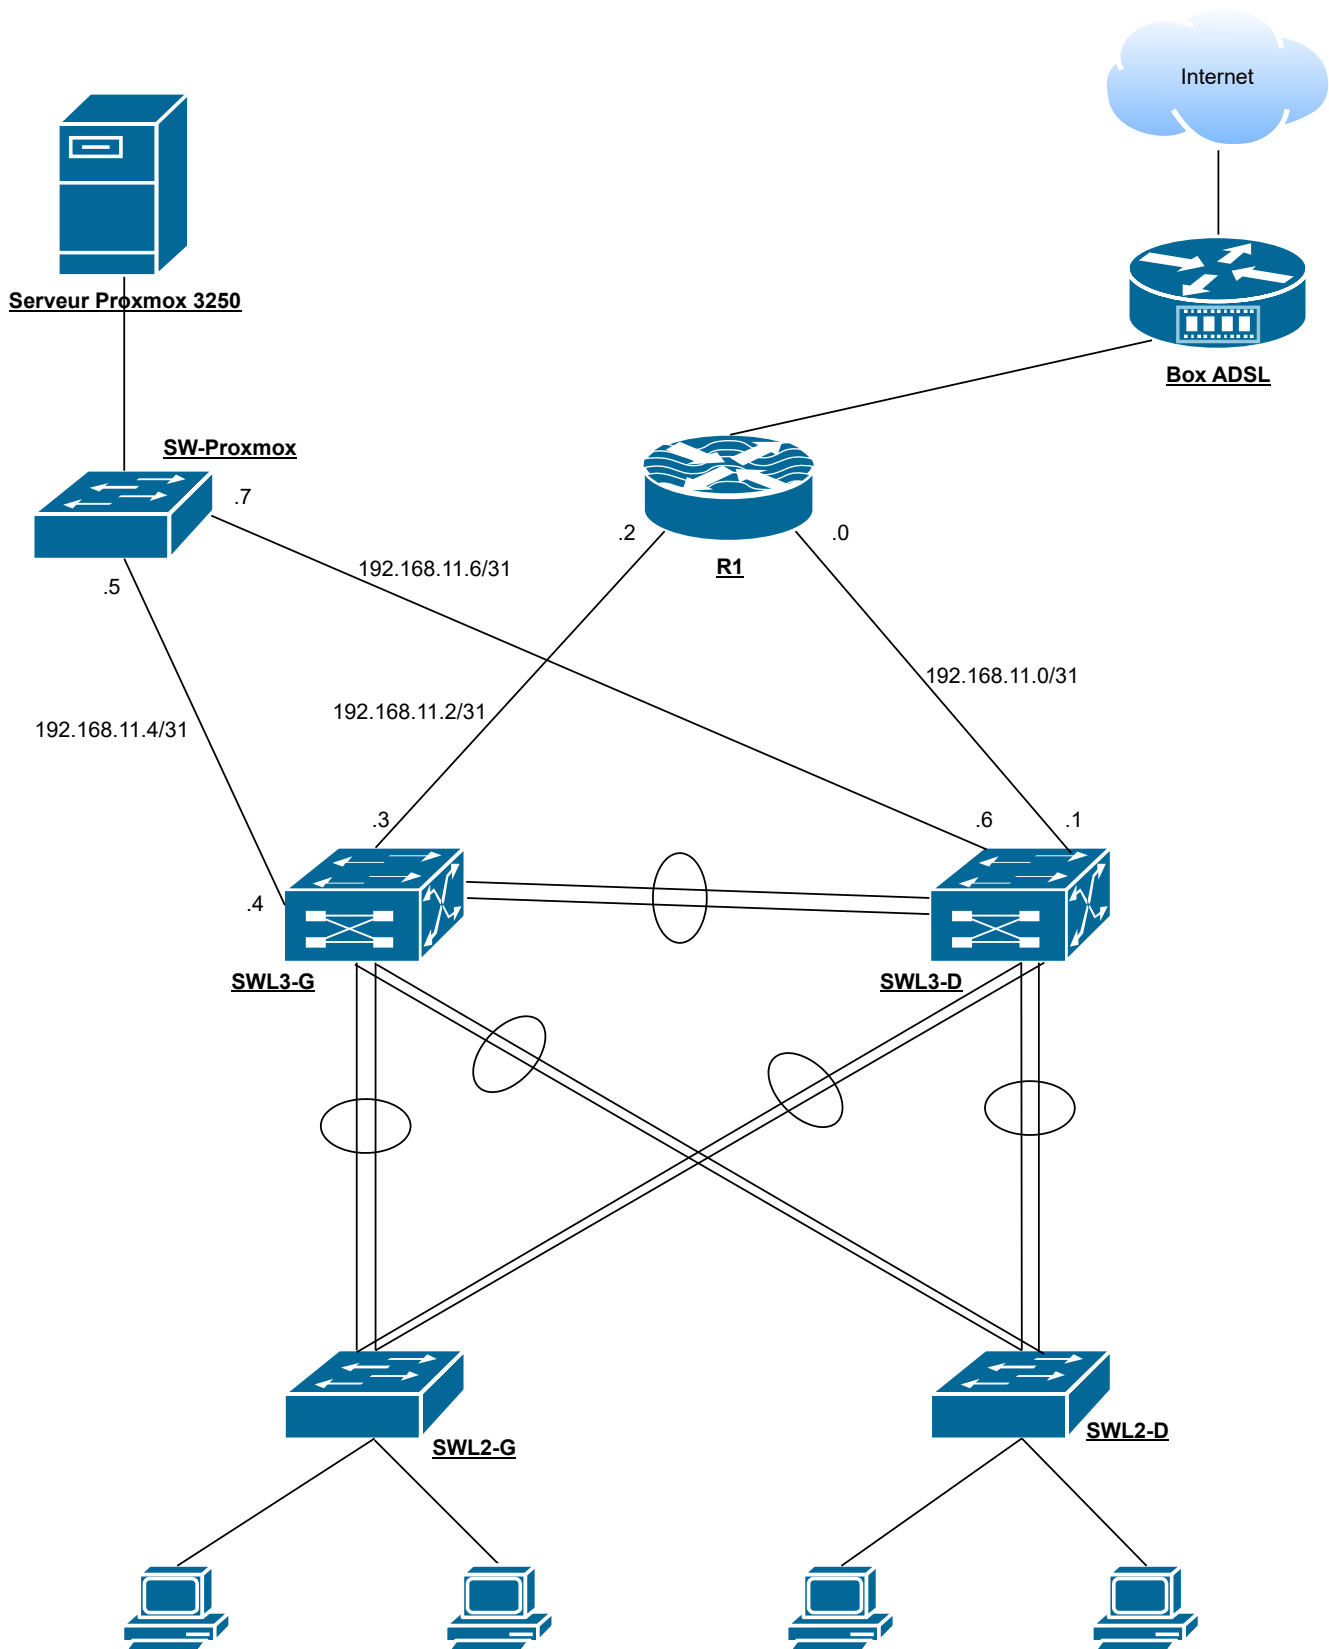 Internet
Serveur Proxmox 3250
Box ADSL
SW-Proxmox
.7
.2
.0
R1
192.168.11.6/31
.5
192.168.11.0/31
192.168.11.2/31
192.168.11.4/31
.3
.6
.1
.4
SWL3-G
SWL3-D
SWL2-G
SWL2-D